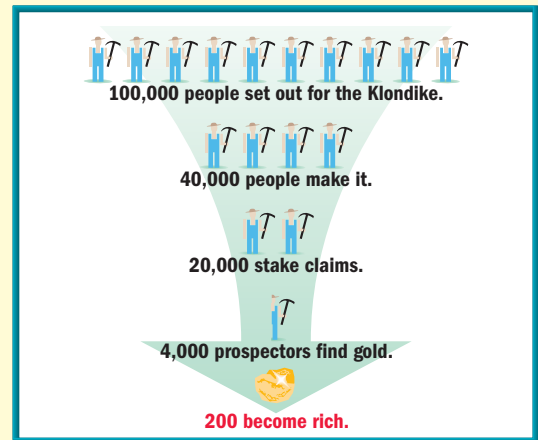 100,000 people set out for the Klondike.
40,000 people make it.
20,000 stake claims.
4,000 prospectors find gold.
200 become rich.